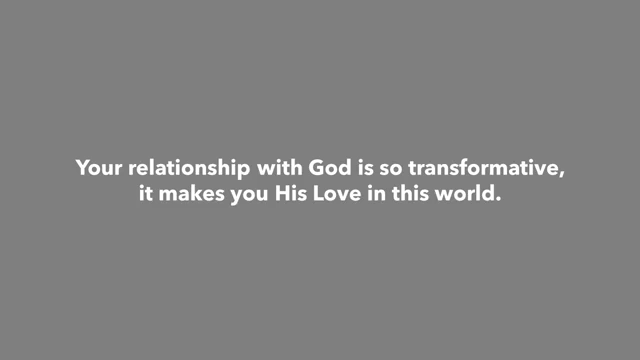 Your relationship with God is so transformative,
it makes you His Love in this world.